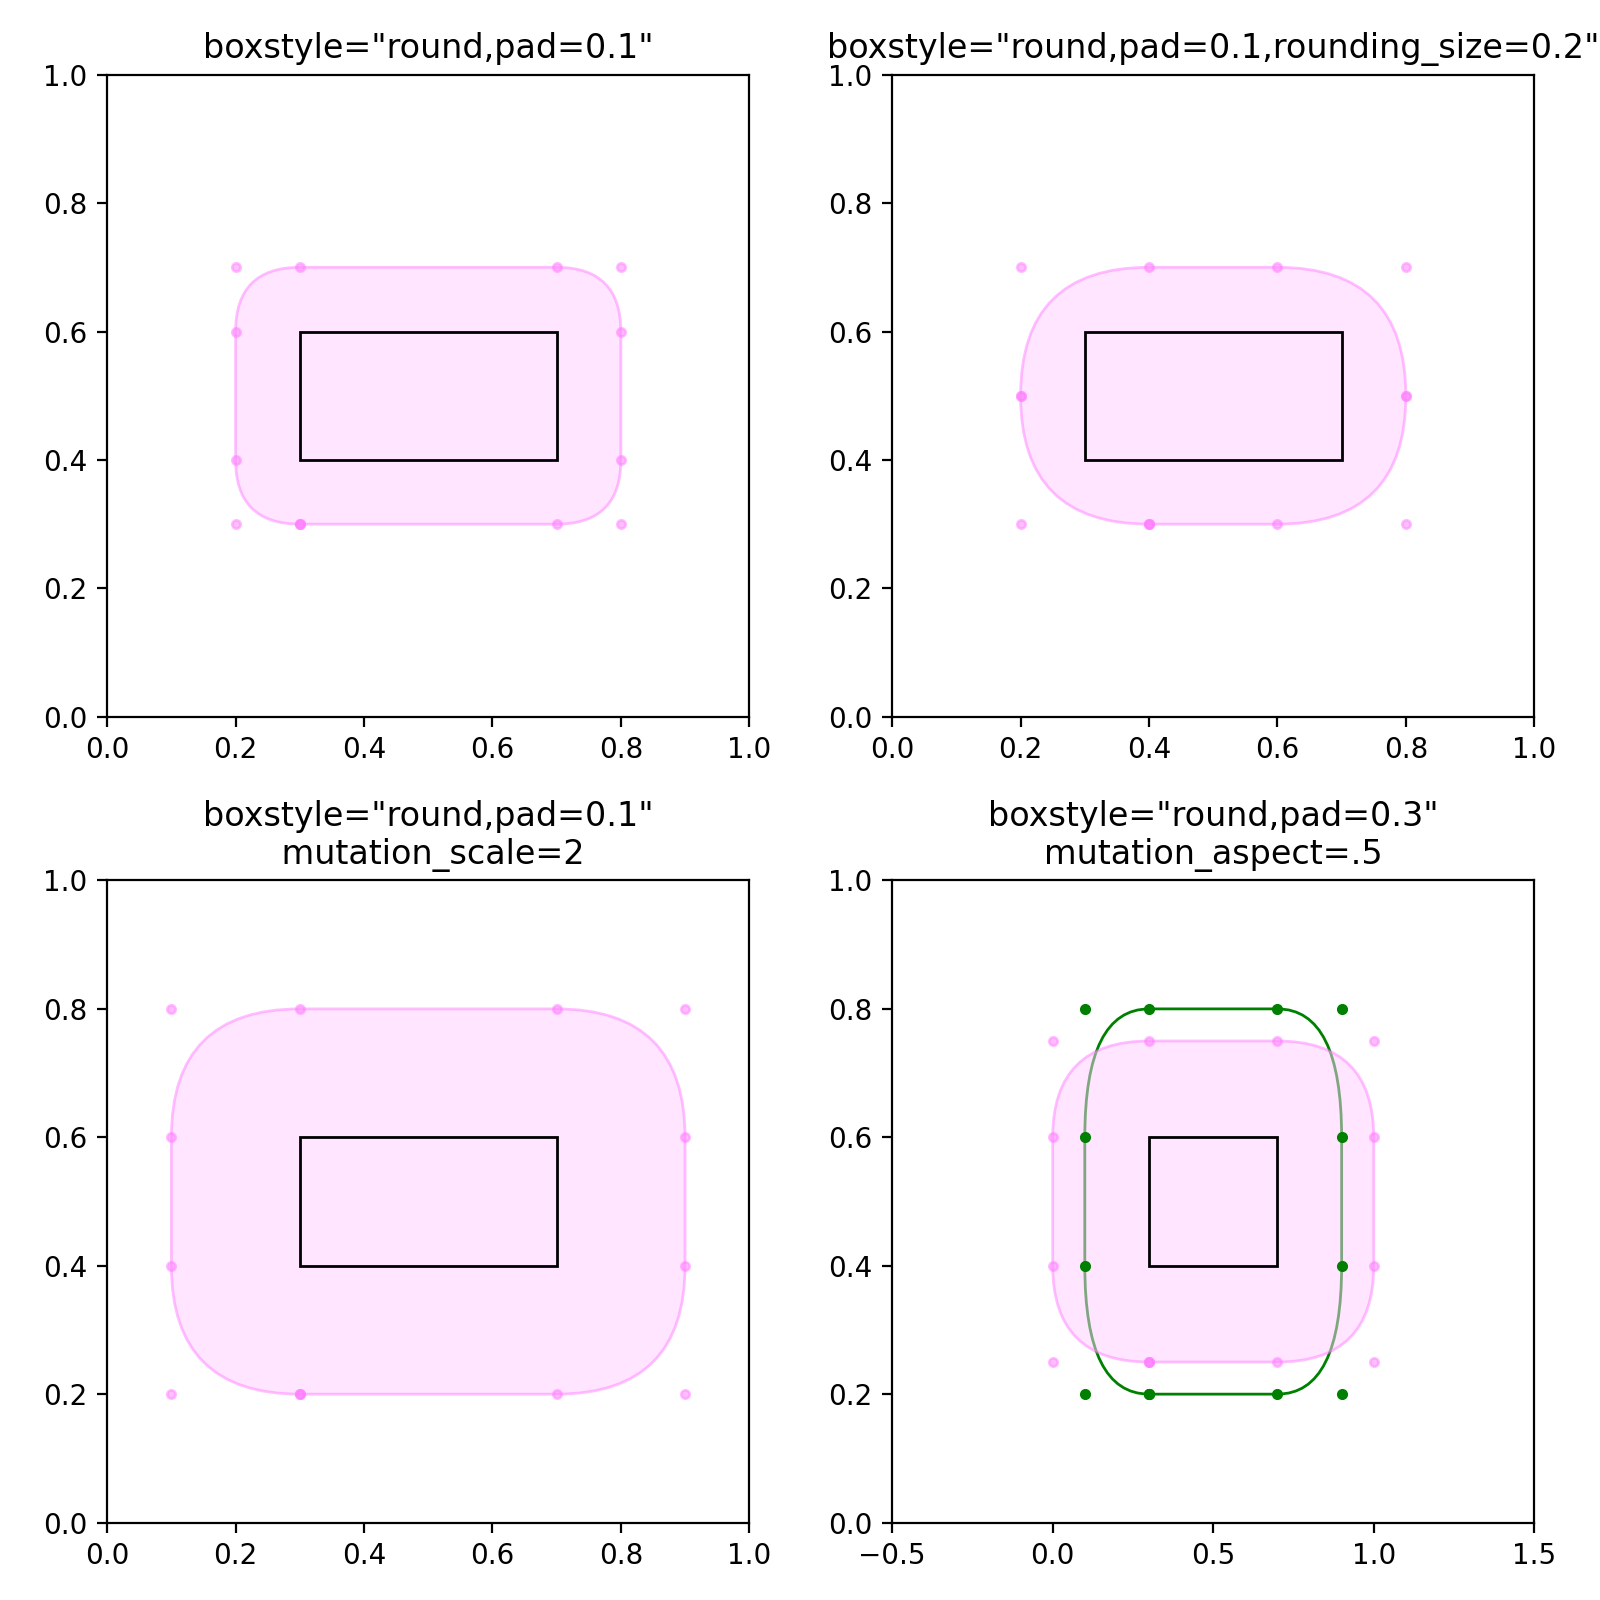 boxstyle="round,pad=0.1"
1.0
0.8
0.6
0.4
0.2
0.0
0.0 0.2 0.4 0.6 0.8 1.0
boxstyle="round,pad=0.1,rounding_size=0.2"
1.0
0.8
0.6
0.4
0.2
0.0
0.0 0.2 0.4 0.6 0.8 1.0
boxstyle="round,pad=0.1"
mutation_scale=2
1.0
0.8
0.6
0.4
0.2
0.0
0.0 0.2 0.4 0.6 0.8 1.0
boxstyle="round,pad=0.3"
mutation_aspect=.5
1.0
0.8
0.6
0.4
0.2
0.0
−0.5 0.0 0.5 1.0 1.5